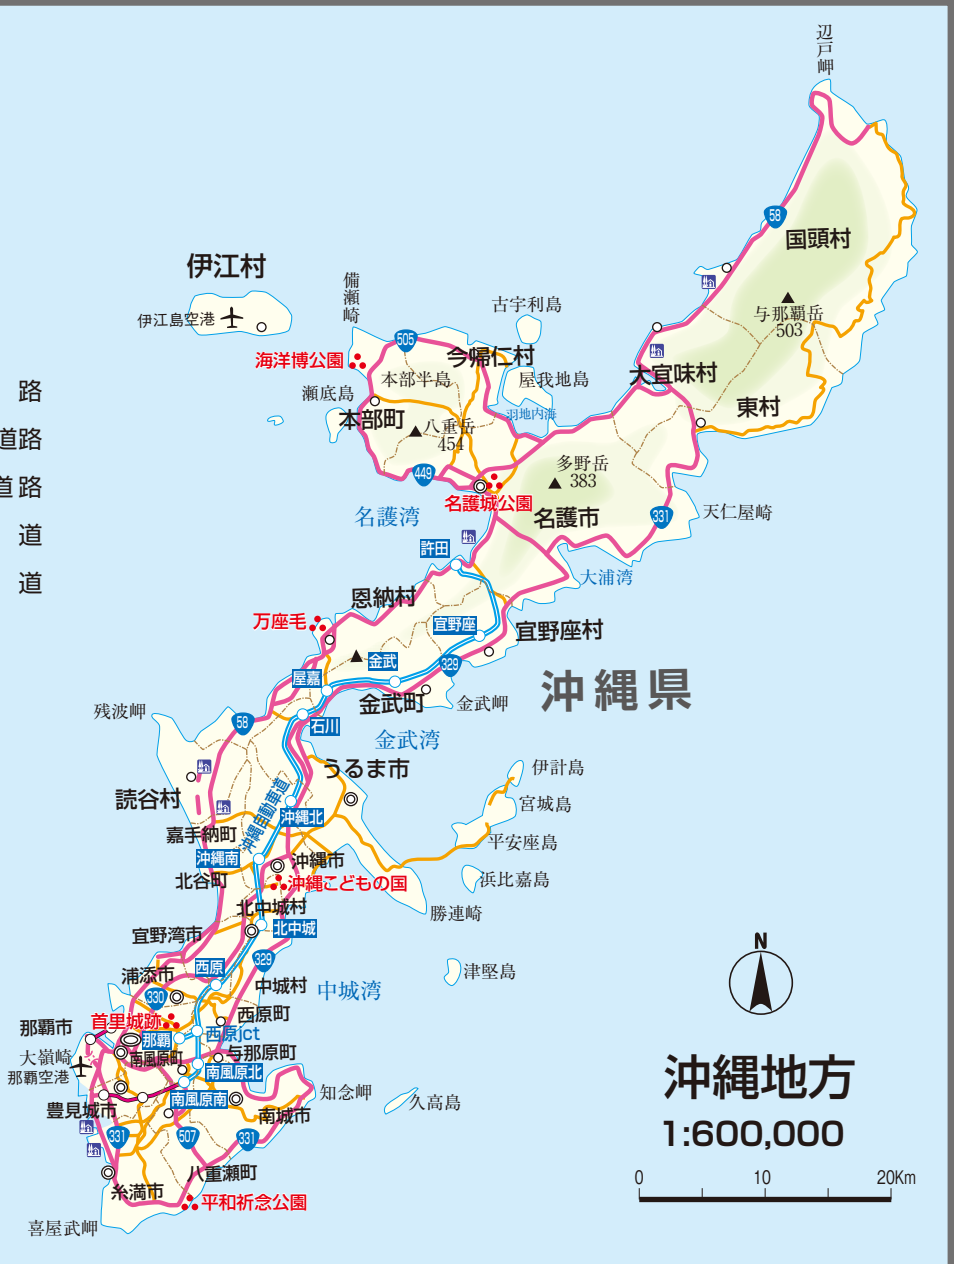 辺戸岬
58
国頭村
与那覇岳
503
伊江村
伊江島空港
備瀬崎
古宇利島
505
今帰仁村
海洋博公園
本部半島
屋我地島
大宜味村
瀬底島
東村
路
本部町
羽地内海
八重岳
454
道路
449
多野岳
383
道路
名護城公園
名護湾
名護市
331
天仁屋崎
道
許田
大浦湾
道
恩納村
万座毛
宜野座
宜野座村
金武
329
屋嘉
金武町
金武岬
沖縄県
残波岬
58
石川
金武湾
うるま市
伊計島
読谷村
宮城島
沖縄自動車道
沖縄北
嘉手納町
平安座島
沖縄南
沖縄市
北谷町
沖縄こどもの国
浜比嘉島
北中城村
勝連崎
宜野湾市
北中城
329
N
浦添市
西原
中城村
中城湾
津堅島
330
西原町
首里城跡
那覇市
那覇
西原jct
大嶺崎
南風原町
与那原町
那覇空港
南風原北
沖縄地方
知念岬
南風原南
久高島
豊見城市
南城市
331
507
331
1:600,000
八重瀬町
0
10
20Km
糸満市
平和祈念公園
喜屋武岬